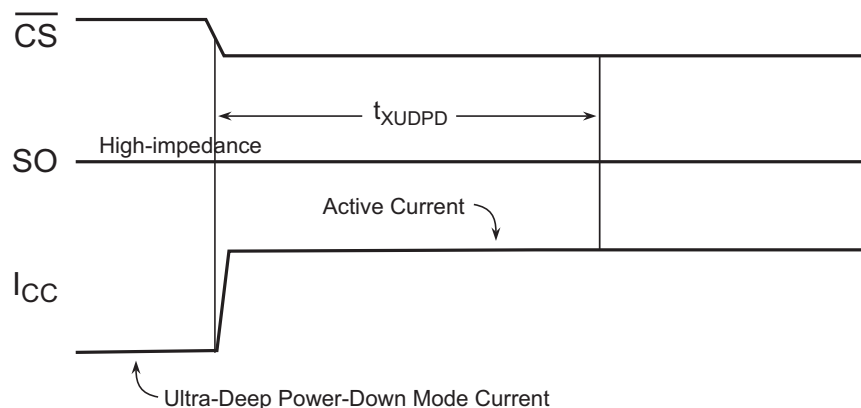 CS
tXUDPD
High-impedance
SO
Active Current
ICC
Ultra-Deep Power-Down Mode Current